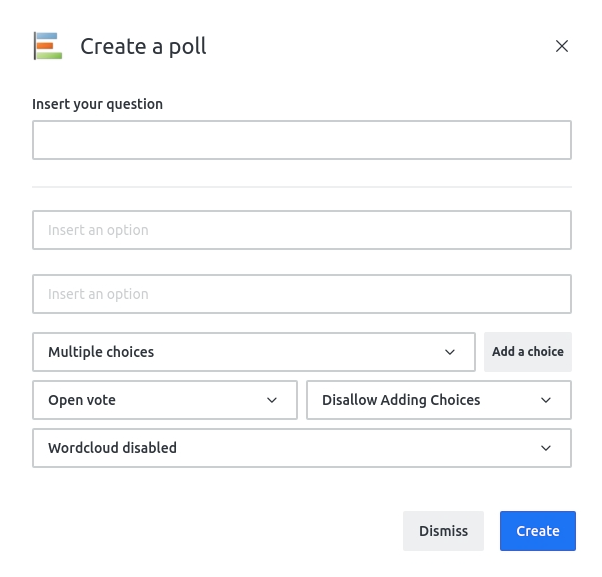 Create a poll
Insert your question
Insert an option
Insert an option
Multiple choices
Add a choice
Open vote
Disallow Adding Choices
Wordcloud disabled
Dismiss
Create